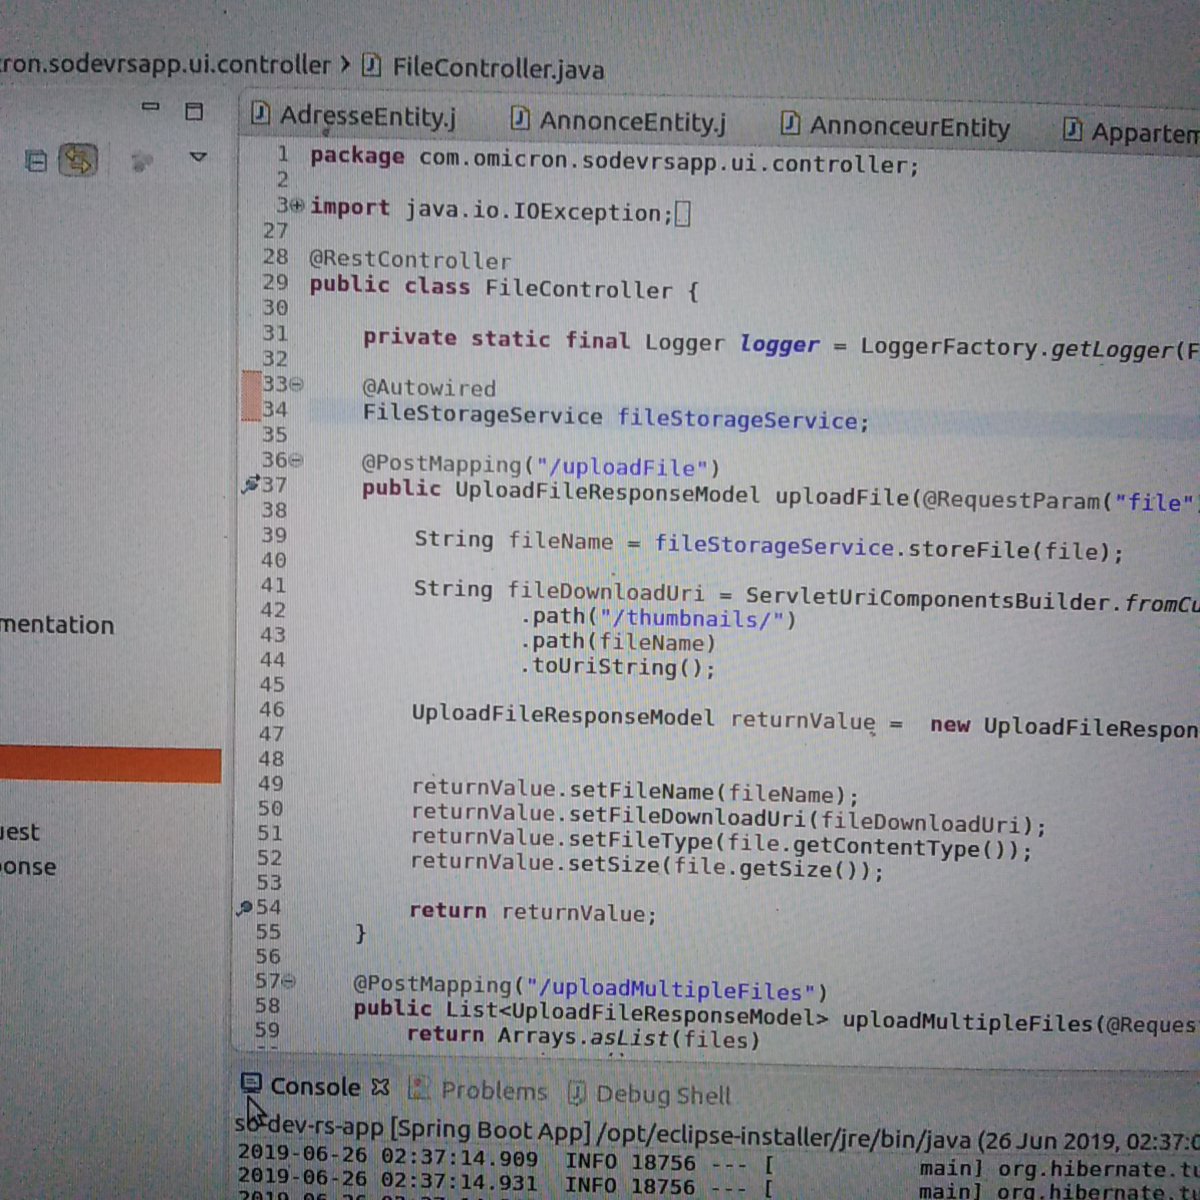 ron.sodevrsapp.ui.controller › FileController.java
AdresseEntity.j AnnonceEntity.j AnnonceurEntity Appartem
1 package com.omicron.sodevrsapp.ui.controller;
2
3 import java.io.IOException;
27
28 @RestController
29 public class FileController {
30
31 private static final Logger logger = LoggerFactory.getLogger(F
32
33 @Autowired
34 FileStorageService fileStorageService;
35
36 @PostMapping("/uploadFile")
37 public UploadFileResponseModel uploadFile(@RequestParam("file")
38
39 String fileName = fileStorageService.storeFile(file);
40
41 String fileDownloadUri = ServletUriComponentsBuilder.fromCu
42 .path("/thumbnails/")
43 .path(fileName)
44 .toUriString();
45
46 UploadFileResponseModel returnValue = new UploadFileRespon
47
48
49 returnValue.setFileName(fileName);
50 returnValue.setFileDownloadUri(fileDownloadUri);
51 returnValue.setFileType(file.getContentType());
52 returnValue.setSize(file.getSize());
53
54 return returnValue;
55 }
56
57 @PostMapping("/uploadMultipleFiles")
58 public List<UploadFileResponseModel> uploadMultipleFiles(@Reques
59 return Arrays.asList(files)
mentation
uest
onse
Console Problems Debug Shell
so-dev-rs-app [Spring Boot App] /opt/eclipse-installer/jre/bin/java (26 Jun 2019, 02:37:0
2019-06-26 02:37:14.909 INFO 18756 --- [ main] org.hibernate.tu
2019-06-26 02:37:14.931 INFO 18756 --- [ main] org.hibernate.tu